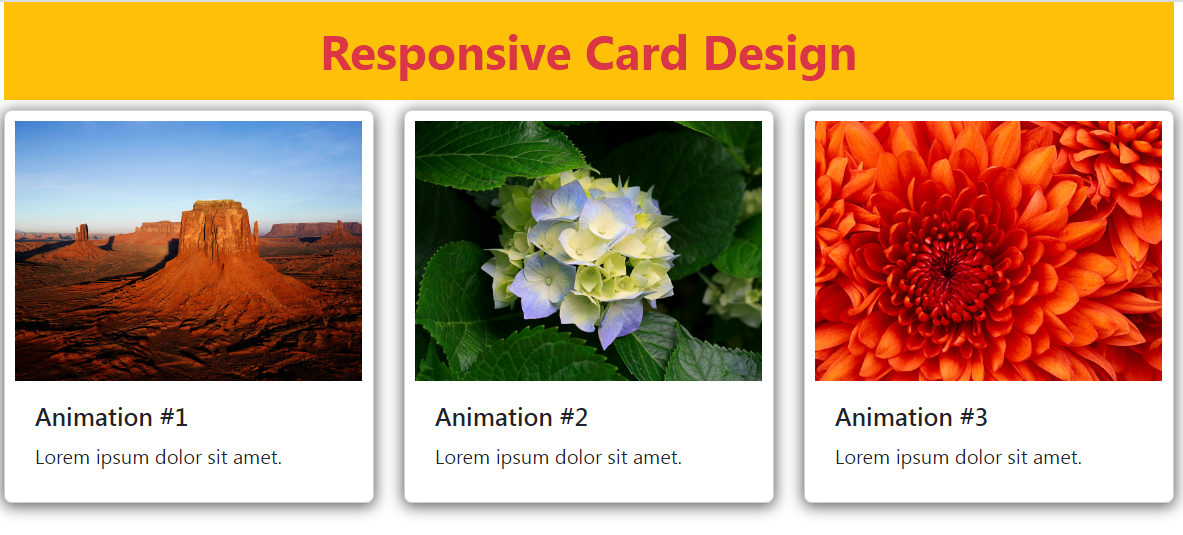 Responsive Card Design
Animation #1
Lorem ipsum dolor sit amet.
Animation #2
Lorem ipsum dolor sit amet.
Animation #3
Lorem ipsum dolor sit amet.